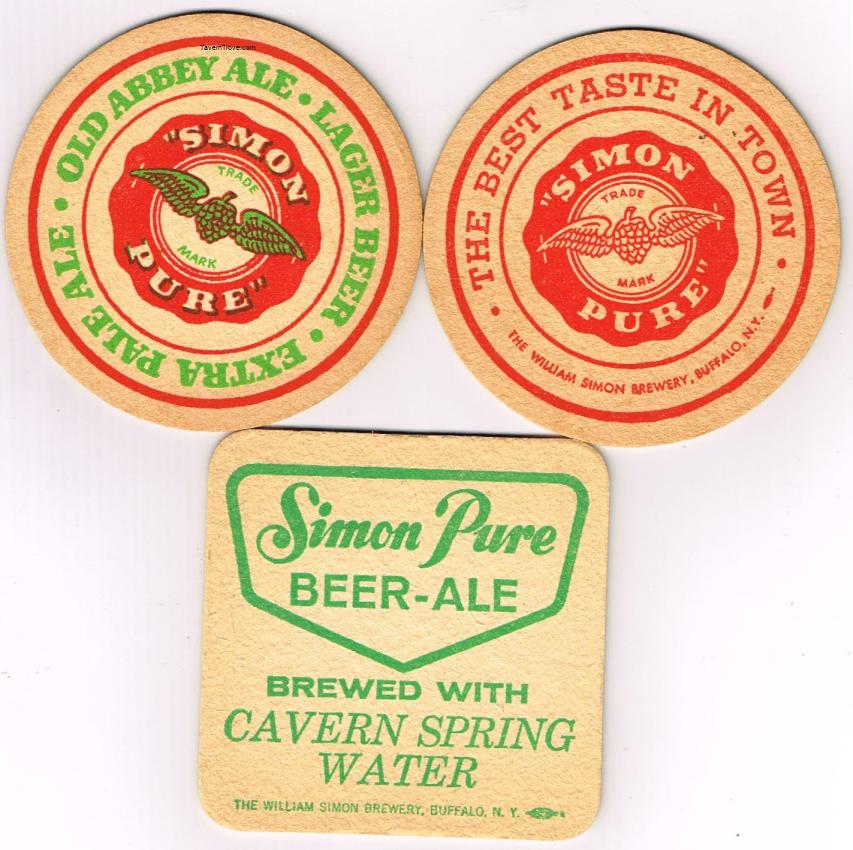 TavernTrove.com
OLD ABBEY ALE • LAGER BEER • EXTRA PALE ALE •
"SIMON
TRADE
MARK
PURE"
• THE BEST TASTE IN TOWN •
"SIMON
TRADE
MARK
PURE"
THE WILLIAM SIMON BREWERY, BUFFALO, N.Y.
Simon Pure
BEER-ALE
BREWED WITH
CAVERN SPRING
WATER
THE WILLIAM SIMON BREWERY, BUFFALO, N. Y.